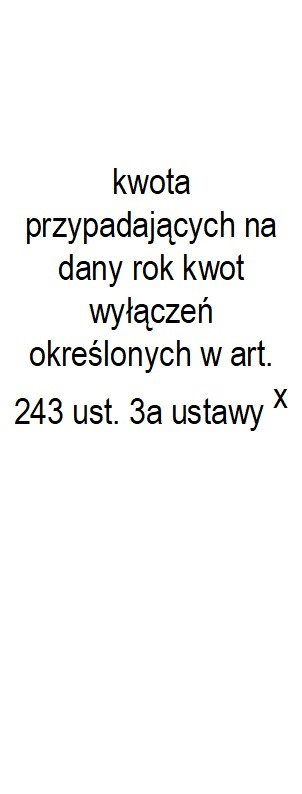 kwota
przypadających na
dany rok kwot
wyłączeń
określonych w art.
243 ust. 3a ustawy x